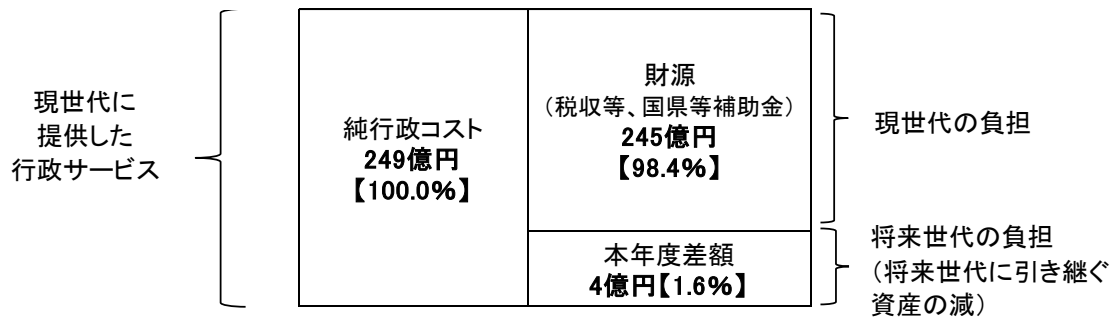 現世代に
提供した
行政サービス
純行政コスト
249億円
【100.0%】
財源
（税収等、国県等補助金）
245億円
【98.4%】
現世代の負担
本年度差額
4億円【1.6%】
将来世代の負担
（将来世代に引き継ぐ
資産の減）